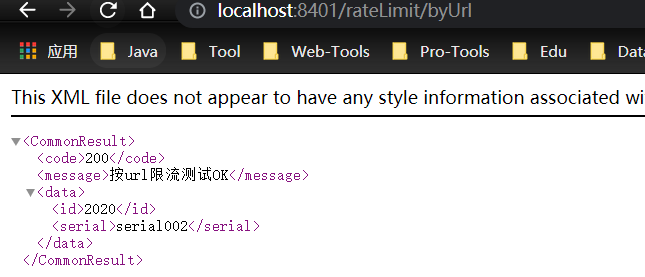 localhost:8401/rateLimit/byUrl
应用 Java Tool Web-Tools Pro-Tools Edu Data
This XML file does not appear to have any style information associated wi
<CommonResult>
<code>200</code>
<message>按url限流测试OK</message>
<data>
<id>2020</id>
<serial>serial002</serial>
</data>
</CommonResult>